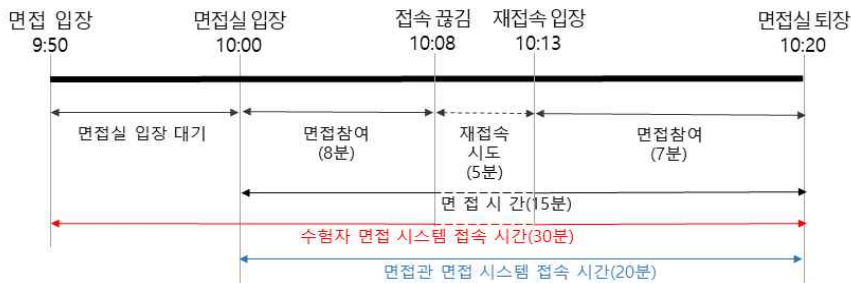 면접 입장
9:50
면접실 입장
10:00
접속 끊김
10:08
재접속 입장
10:13
면접실 퇴장
10:20
면접실 입장 대기
면접참여
(8분)
재접속
시도
(5분)
면접참여
(7분)
면 접 시 간(15분)
수험자 면접 시스템 접속 시간(30분)
면접관 면접 시스템 접속 시간(20분)